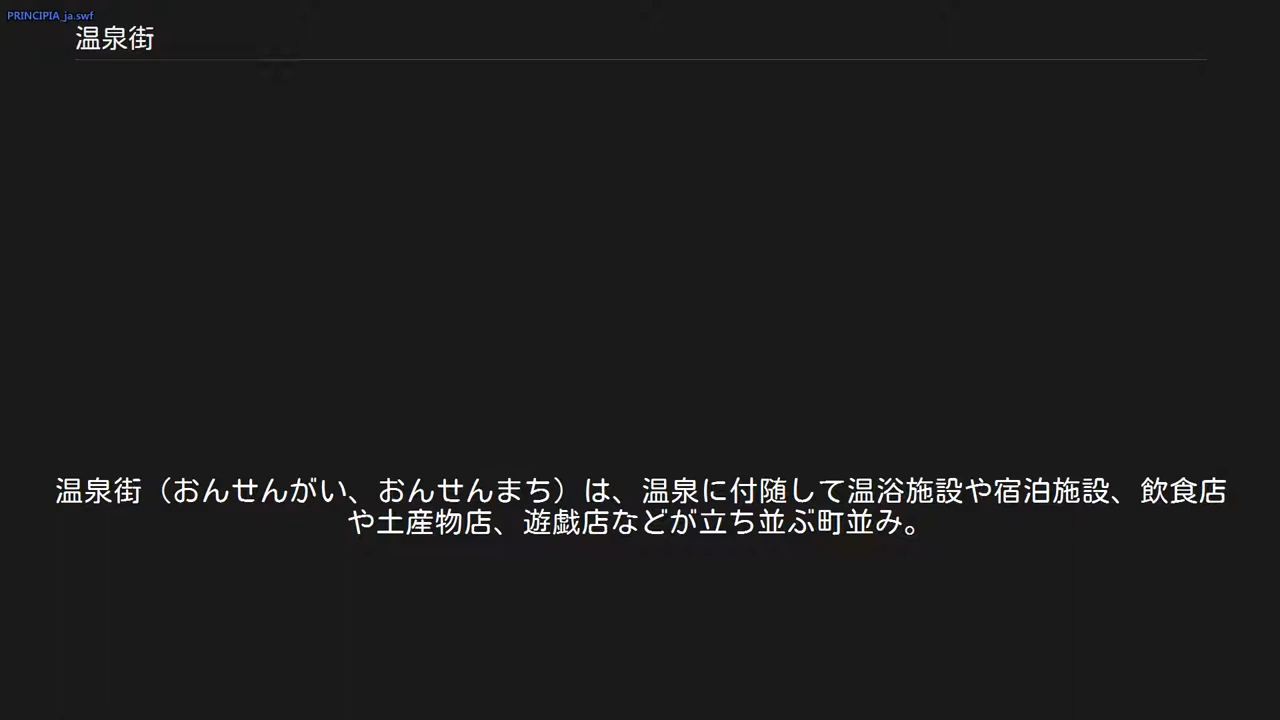 PRINCIPIA_ja.swf
温泉街
温泉街（おんせんがい、おんせんまち）は、温泉に付随して温浴施設や宿泊施設、飲食店
や土産物店、遊戯店などが立ち並ぶ町並み。